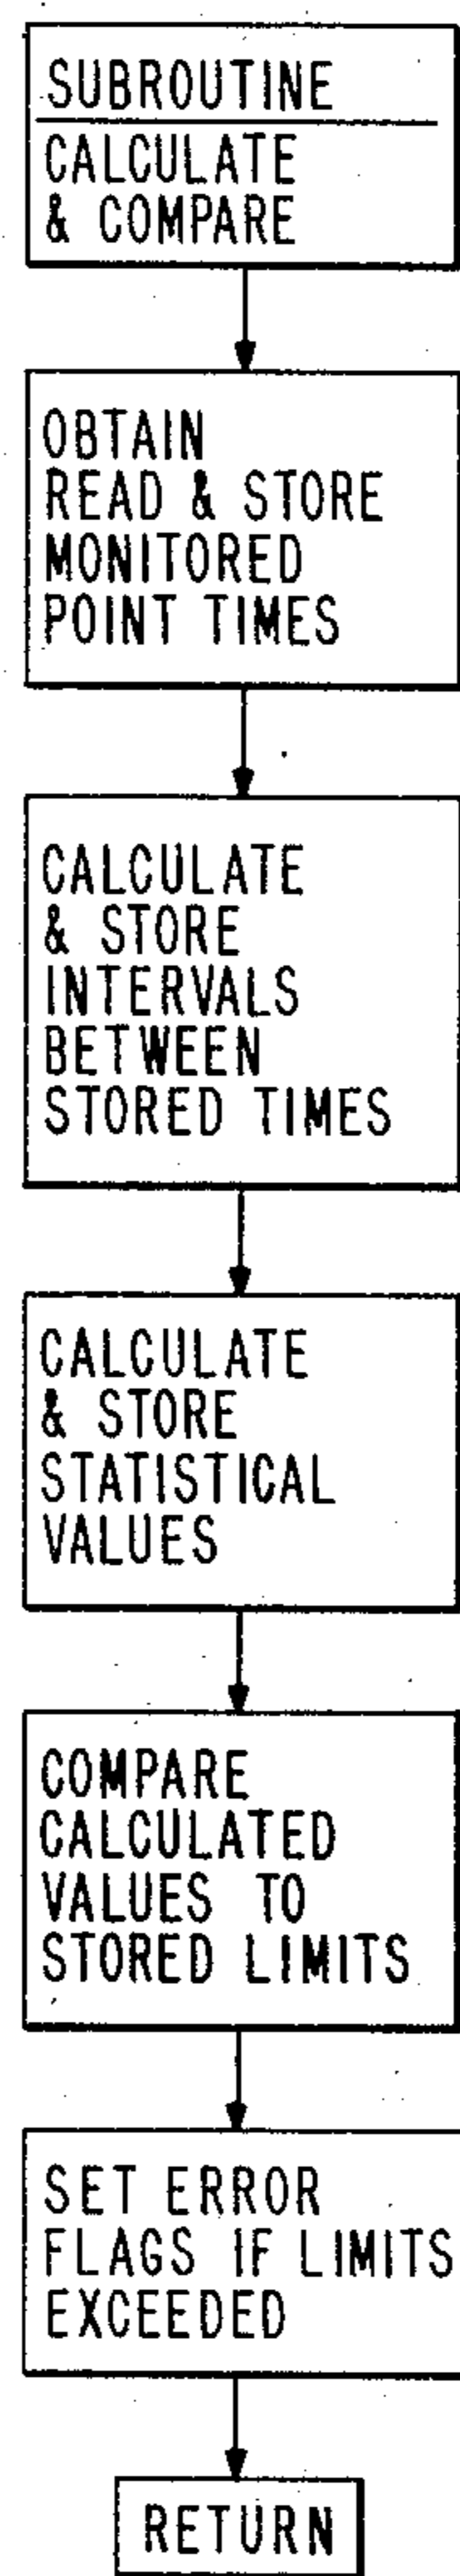 SUBROUTINE
CALCULATE
& COMPARE
OBTAIN
READ & STORE
MONITORED
POINT TIMES
CALCULATE
& STORE
INTERVALS
BETWEEN
STORED TIMES
CALCULATE
& STORE
STATISTICAL
VALUES
COMPARE
CALCULATED
VALUES TO
STORED LIMITS
SET ERROR
FLAGS IF LIMITS
EXCEEDED
RETURN